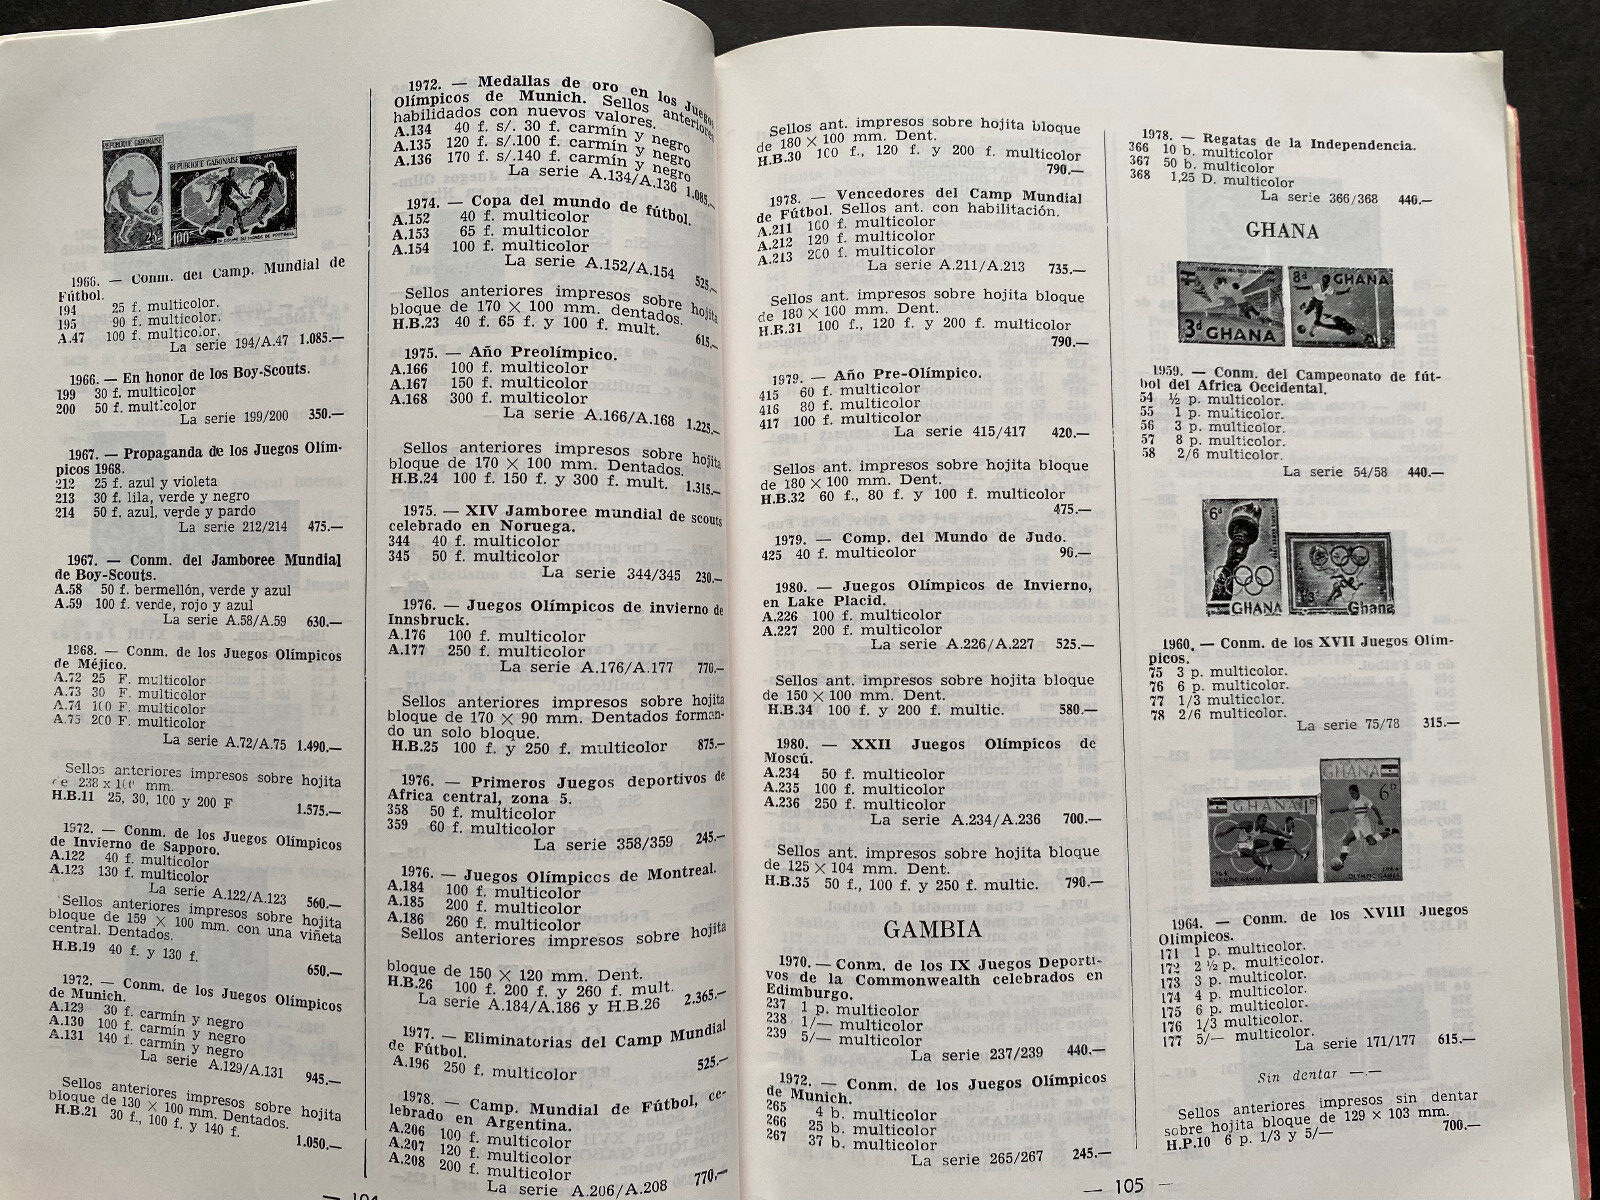 REPUBLIQUE GABONAISE
25F
REPUBLIQUE GABONAISE
100F
1966. — Conm. del Camp. Mundial de
Fútbol.
194 25 f. multicolor.
195 90 f. multicolor.
A.47 100 f. multicolor.
La serie 194/A.47 1.085.—
1966. — En honor de los Boy-Scouts.
199 30 f. multicolor
200 50 f. multicolor
La serie 199/200 350.—
1967. — Propaganda de los Juegos Olím-
picos 1968.
212 25 f. azul y violeta
213 30 f. lila, verde y negro
214 50 f. azul, verde y pardo
La serie 212/214 475.—
1967. — Conm. del Jamboree Mundial
de Boy-Scouts.
A.58 50 f. bermellón, verde y azul
A.59 100 f. verde, rojo y azul
La serie A.58/A.59 630.—
1968. — Conm. de los Juegos Olímpicos
de Méjico.
A.72 25 F. multicolor
A.73 30 F. multicolor
A.74 100 F. multicolor
A.75 200 F. multicolor
La serie A.72/A.75 1.490.—
Sellos anteriores impresos sobre hojita
de 238 x 100 mm.
H.B.11 25, 30, 100 y 200 F
1.575.—
1972. — Conm. de los Juegos Olímpicos
de Invierno de Sapporo.
A.122 40 f. multicolor
A.123 130 f. multicolor
La serie A.122/A.123 560.—
Sellos anteriores impresos sobre hojita
bloque de 159 × 100 mm. con una viñeta
central. Dentados.
H.B.19 40 f. y 130 f.
650.—
1972. — Conm. de los Juegos Olímpicos
de Munich.
A.129 30 f. carmín y negro
A.130 100 f. carmín y negro
A.131 140 f. carmín y negro
La serie A.129/A.131 945.—
Sellos anteriores impresos sobre hojita
bloque de 130 × 100 mm. Dentados.
H.B.21 30 f., 100 f. y 140 f.
1.050.—
1972. — Medallas de oro en los Juegos
Olímpicos de Munich. Sellos anteriores
habilidados con nuevos valores.
A.134 40 f. s/. 30 f. carmín y negro
A.135 120 f. s/.100 f. carmín y negro
A.136 170 f. s/.140 f. carmín y negro
La serie A.134/A.136 1.085.—
1974. — Copa del mundo de fútbol.
A.152 40 f. multicolor
A.153 65 f. multicolor
A.154 100 f. multicolor
La serie A.152/A.154 525.—
Sellos anteriores impresos sobre hojita
bloque de 170 × 100 mm. dentados.
H.B.23 40 f. 65 f. y 100 f. mult.
615.—
1975. — Año Preolímpico.
A.166 100 f. multicolor
A.167 150 f. multicolor
A.168 300 f. multicolor
La serie A.166/A.168 1.225.—
Sellos anteriores impresos sobre hojita
bloque de 170 × 100 mm. Dentados.
H.B.24 100 f. 150 f. y 300 f. mult. 1.315.—
1975. — XIV Jamboree mundial de scouts
celebrado en Noruega.
344 40 f. multicolor
345 50 f. multicolor
La serie 344/345 230.—
1976. — Juegos Olímpicos de invierno de
Innsbruck.
A.176 100 f. multicolor
A.177 250 f. multicolor
La serie A.176/A.177 770.—
Sellos anteriores impresos sobre hojita
bloque de 170 × 90 mm. Dentados forman-
do un solo bloque.
H.B.25 100 f. y 250 f. multicolor 875.—
1976. — Primeros Juegos deportivos de
Africa central, zona 5.
358 50 f. multicolor
359 60 f. multicolor
La serie 358/359 245.—
1976. — Juegos Olímpicos de Montreal.
A.184 100 f. multicolor
A.185 200 f. multicolor
A.186 260 f. multicolor
Sellos anteriores impresos sobre hojita
bloque de 150 × 120 mm. Dent.
H.B.26 100 f. 200 f. y 260 f. mult.
La serie A.184/A.186 y H.B.26 2.365.—
1977. — Eliminatorias del Camp Mundial
de Fútbol.
A.196 250 f. multicolor 525.—
1978. — Camp. Mundial de Fútbol, ce-
lebrado en Argentina.
A.206 100 f. multicolor
A.207 120 f. multicolor
A.208 200 f. multicolor
La serie A.206/A.208 770.—
— 104
Sellos ant. impresos sobre hojita bloque
de 180 × 100 mm. Dent.
H.B.30 100 f., 120 f. y 200 f. multicolor
790.—
1978. — Vencedores del Camp Mundial
de Fútbol. Sellos ant. con habilitación.
A.211 100 f. multicolor
A.212 120 f. multicolor
A.213 200 f. multicolor
La serie A.211/A.213 735.—
Sellos ant. impresos sobre hojita bloque
de 180 × 100 mm. Dent.
H.B.31 100 f., 120 f. y 200 f. multicolor
790.—
1979. — Año Pre-Olímpico.
415 60 f. multicolor
416 80 f. multicolor
417 100 f. multicolor
La serie 415/417 420.—
Sellos ant. impresos sobre hojita bloque
de 180 × 100 mm. Dent.
H.B.32 60 f., 80 f. y 100 f. multicolor
475.—
1979. — Comp. del Mundo de Judo.
425 40 f. multicolor 90.—
1980. — Juegos Olímpicos de Invierno,
en Lake Placid.
A.226 100 f. multicolor
A.227 200 f. multicolor
La serie A.226/A.227 525.—
Sellos ant. impresos sobre hojita bloque
de 150 × 100 mm. Dent.
H.B.34 100 f. y 200 f. multic. 580.—
1980. — XXII Juegos Olímpicos de
Moscú.
A.234 50 f. multicolor
A.235 100 f. multicolor
A.236 250 f. multicolor
La serie A.234/A.236 700.—
Sellos ant. impresos sobre hojita bloque
de 125 × 104 mm. Dent.
H.B.35 50 f., 100 f. y 250 f. multic. 790.—
GAMBIA
1970. — Conm. de los IX Juegos Deporti-
vos de la Commonwealth celebrados en
Edimburgo.
237 1 p. multicolor
238 1/— multicolor
239 5/— multicolor
La serie 237/239 440.—
1972. — Conm. de los Juegos Olímpicos
de Munich.
265 4 b. multicolor
266 25 b. multicolor
267 37 b. multicolor
La serie 265/267 245.—
1978. — Regatas de la Independencia.
366 10 b. multicolor
367 50 b. multicolor
368 1,25 D. multicolor
La serie 366/368 440.—
GHANA
3d GHANA
8d GHANA
1959. — Conm. del Campeonato de fút-
bol del Africa Occidental.
54 ½ p. multicolor.
55 1 p. multicolor.
56 3 p. multicolor.
57 8 p. multicolor.
58 2/6 multicolor.
La serie 54/58 440.—
6d
GHANA
Ghana
1960. — Conm. de los XVII Juegos Olím-
picos.
75 3 p. multicolor.
76 6 p. multicolor.
77 1/3 multicolor.
78 2/6 multicolor.
La serie 75/78 315.—
GHANA 1D
GHANA
6D
OLYMPIC GAMES
OLYMPIC GAMES
1964. — Conm. de los XVIII Juegos
Olímpicos.
171 1 p. multicolor.
172 2 ½ p. multicolor.
173 3 p. multicolor.
174 4 p. multicolor.
175 6 p. multicolor.
176 1/3 multicolor.
177 5/— multicolor.
La serie 171/177 615.—
Sin dentar —.—
Sellos anteriores impresos sin dentar
sobre hojita bloque de 129 × 103 mm.
H.P.10 6 p. 1/3 y 5/— 700.—
— 105 —